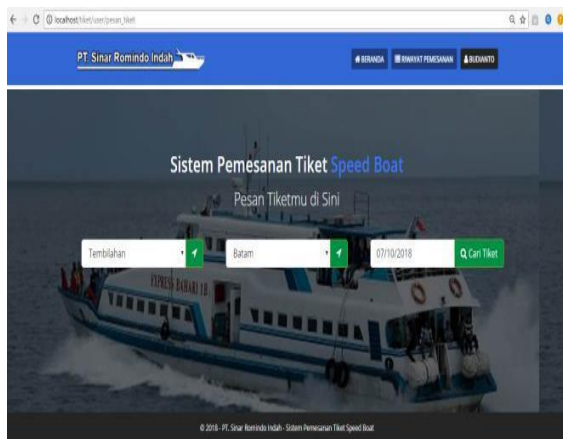 localhost/tiket/user/pesan_tiket
PT. Sinar Romindo Indah
BERANDA
RIWAYAT PEMESANAN
BUDIANTO
Sistem Pemesanan Tiket Speed Boat
Pesan Tiketmu di Sini
Tembilahan
Batam
07/10/2018
Cari Tiket
EXPRESS BAHARI 1B
© 2018 - PT. Sinar Romindo Indah - Sistem Pemesanan Tiket Speed Boat